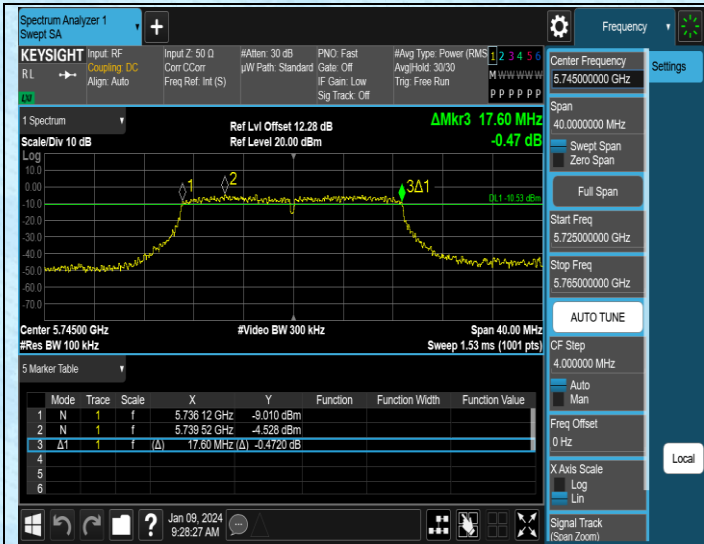 Spectrum Analyzer 1
Swept SA
+
Frequency
KEYSIGHT
RL
LXI
Input: RF
Coupling: DC
Align: Auto
Input Z: 50 Ω
Corr CCorr
Freq Ref: Int (S)
#Atten: 30 dB
µW Path: Standard
PNO: Fast
Gate: Off
IF Gain: Low
Sig Track: Off
#Avg Type: Power (RMS
Avg|Hold: 30/30
Trig: Free Run
1 2 3 4 5 6
M W W W W W
P P P P P P
Settings
Center Frequency
5.745000000 GHz
Span
40.0000000 MHz
Swept Span
Zero Span
Full Span
Start Freq
5.725000000 GHz
Stop Freq
5.765000000 GHz
AUTO TUNE
CF Step
4.000000 MHz
Auto
Man
Freq Offset
0 Hz
X Axis Scale
Log
Lin
Signal Track
(Span Zoom)
Local
1 Spectrum
Scale/Div 10 dB
Ref Lvl Offset 12.28 dB
Ref Level 20.00 dBm
ΔMkr3 17.60 MHz
-0.47 dB
Log
10.0
0.00
-10.0
-20.0
-30.0
-40.0
-50.0
-60.0
-70.0
1
2
3Δ1
DL1 -10.53 dBm
Center 5.74500 GHz
#Video BW 300 kHz
Span 40.00 MHz
#Res BW 100 kHz
Sweep 1.53 ms (1001 pts)
5 Marker Table
Mode Trace Scale X Y Function Function Width Function Value
1 N 1 f 5.736 12 GHz -9.010 dBm
2 N 1 f 5.739 52 GHz -4.528 dBm
3 Δ1 1 f (Δ) 17.60 MHz (Δ) -0.4720 dB
4
5
6
?
Jan 09, 2024
9:28:27 AM